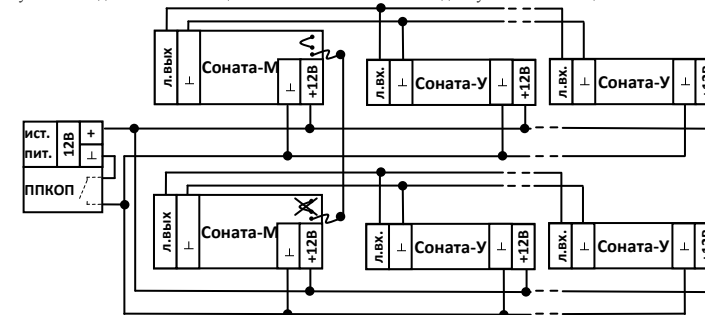 л.вых ⊥ Соната-М ⊥ +12В
л.вх. ⊥ Соната-У ⊥ +12В
л.вх. ⊥ Соната-У ⊥
ист. 12В +
пит. ⊥
ППКОП
л.вых ⊥ Соната-М ⊥ +12В
л.вх. ⊥ Соната-У ⊥ +12В
л.вх. ⊥ Соната-У ⊥